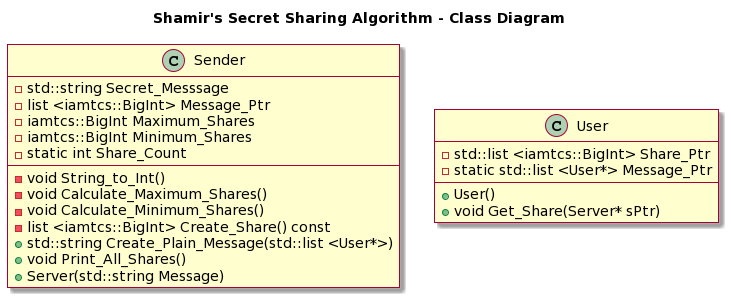 Shamir's Secret Sharing Algorithm - Class Diagram
C Sender
std::string Secret_Messsage
list <iamtcs::BigInt> Message_Ptr
iamtcs::BigInt Maximum_Shares
iamtcs::BigInt Minimum_Shares
static int Share_Count
void String_to_Int()
void Calculate_Maximum_Shares()
void Calculate_Minimum_Shares()
list <iamtcs::BigInt> Create_Share() const
std::string Create_Plain_Message(std::list <User*>)
void Print_All_Shares()
Server(std::string Message)
C User
std::list <iamtcs::BigInt> Share_Ptr
static std::list <User*> Message_Ptr
User()
void Get_Share(Server* sPtr)